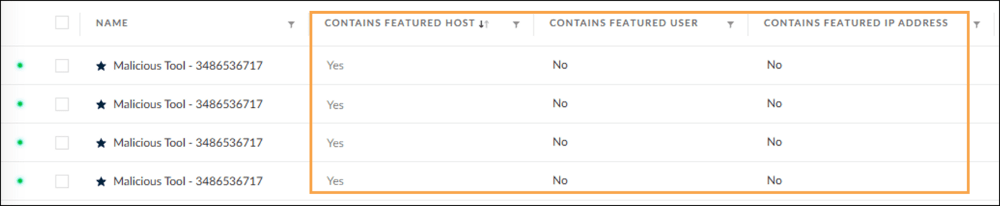 NAME CONTAINS FEATURED HOST CONTAINS FEATURED USER CONTAINS FEATURED IP ADDRESS
Malicious Tool - 3486536717 Yes No No
Malicious Tool - 3486536717 Yes No No
Malicious Tool - 3486536717 Yes No No
Malicious Tool - 3486536717 Yes No No